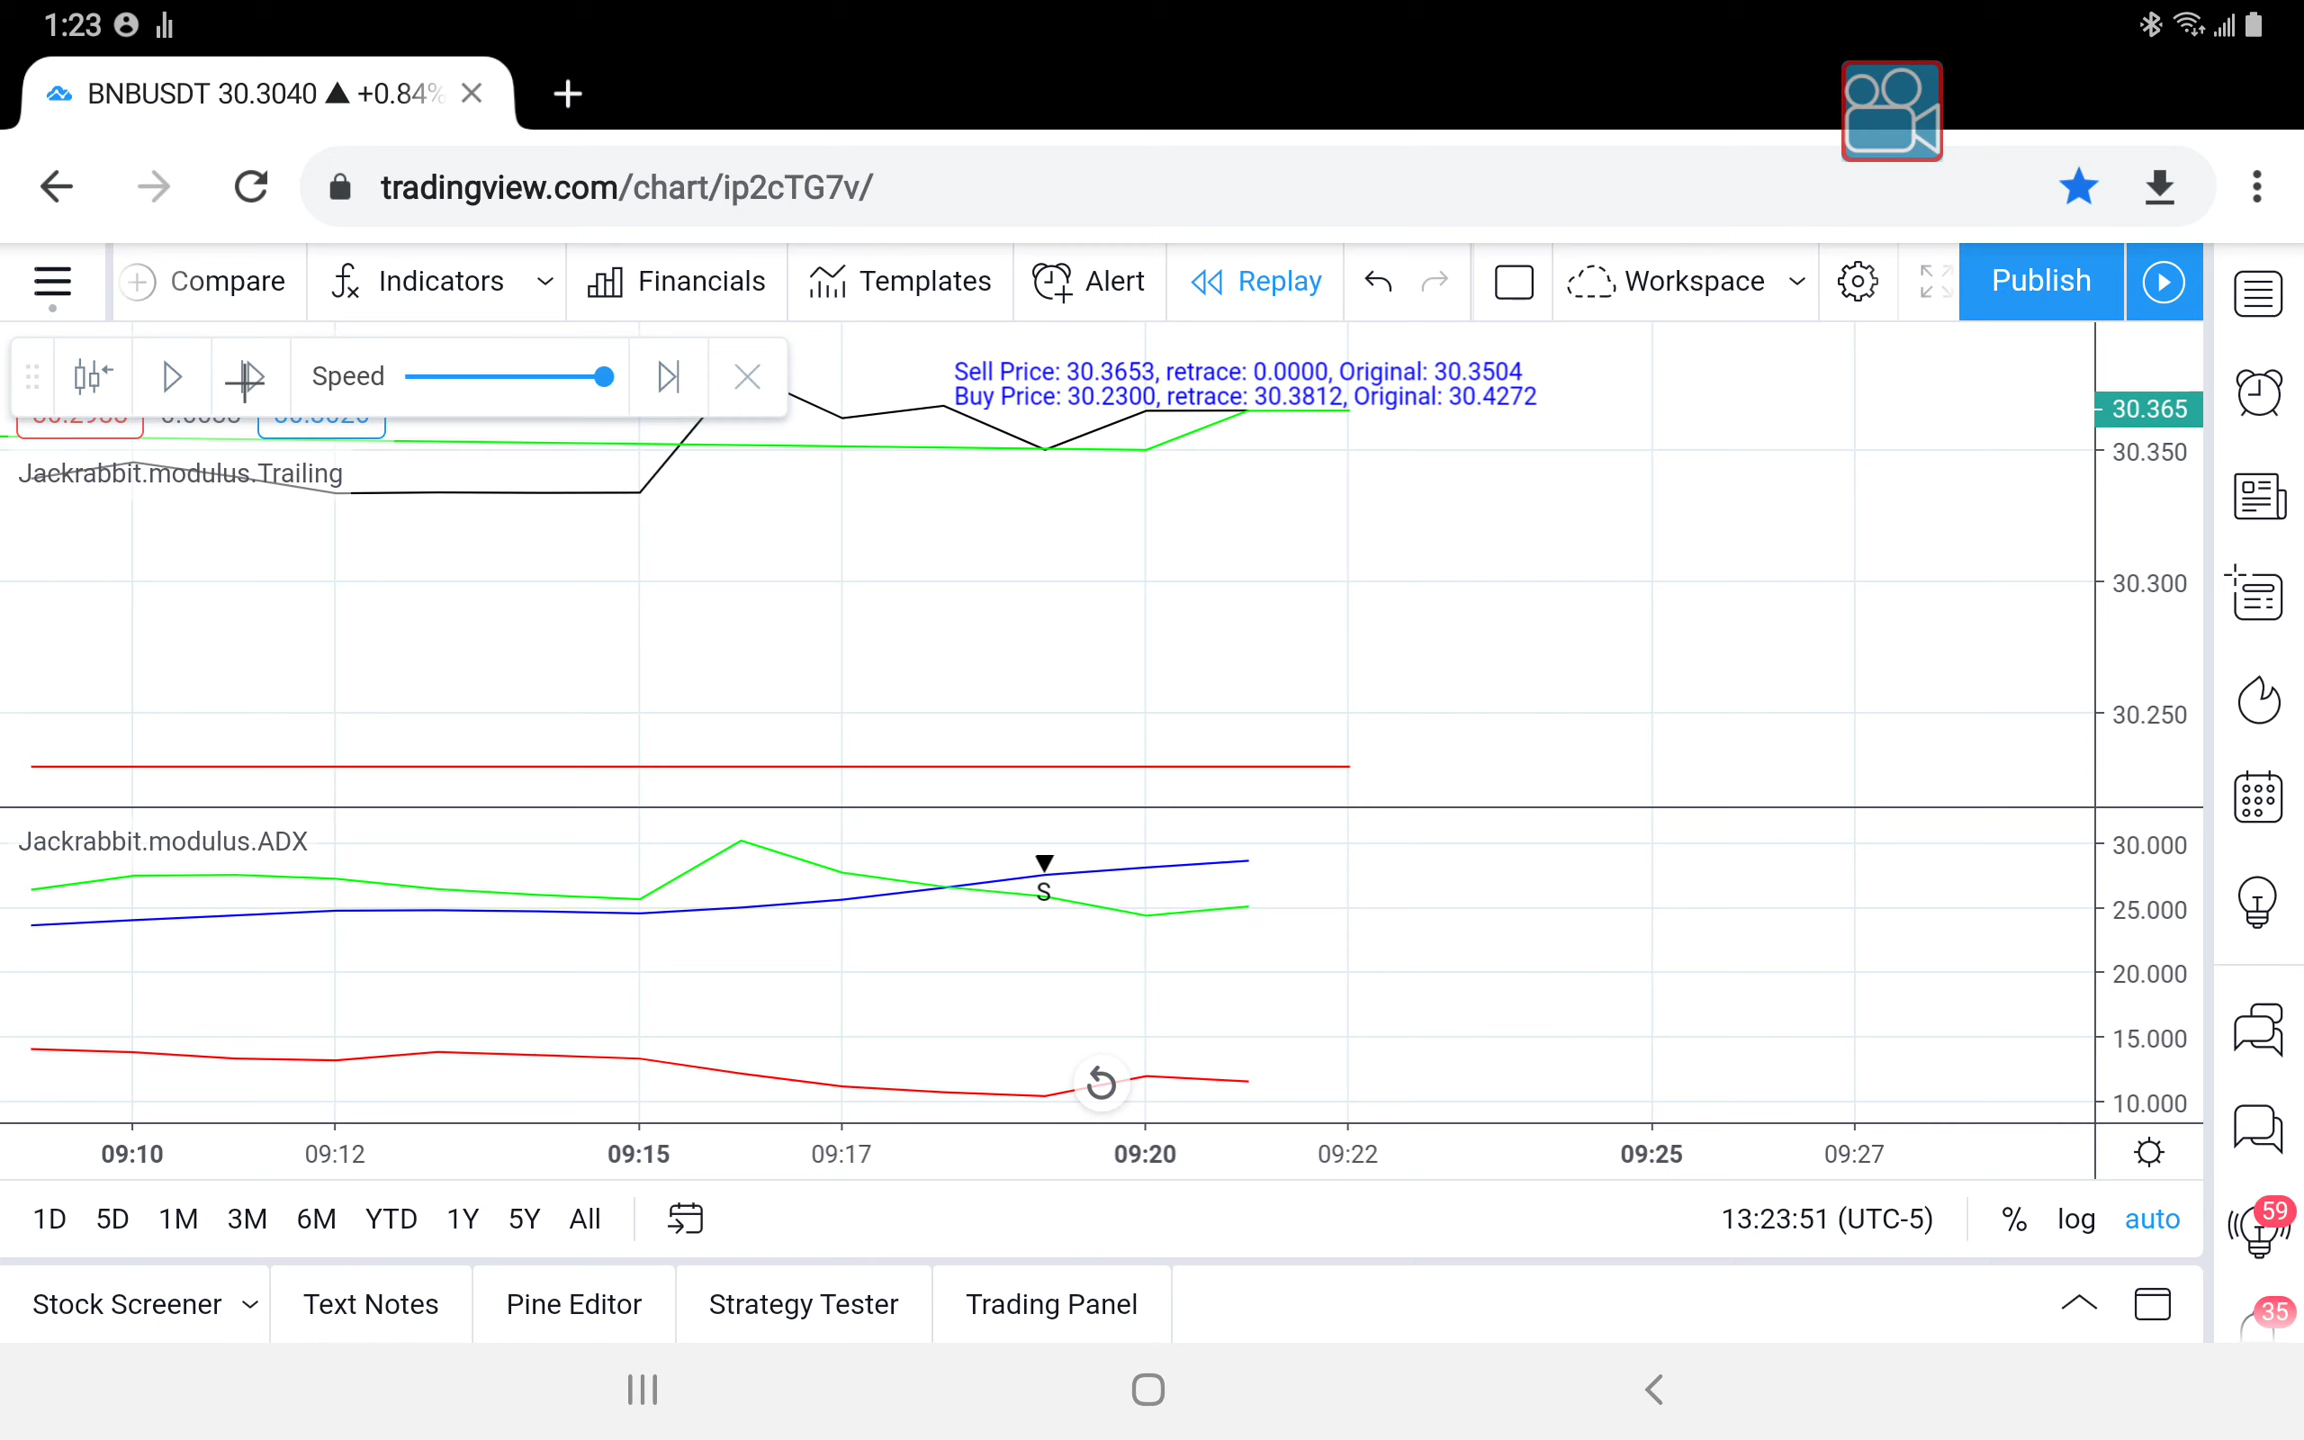 1:23
BNBUSDT 30.3040 ▲ +0.84%
tradingview.com/chart/ip2cTG7v/
Compare
Indicators
Financials
Templates
Alert
Replay
Workspace
Publish
Speed
Sell Price: 30.3653, retrace: 0.0000, Original: 30.3504
Buy Price: 30.2300, retrace: 30.3812, Original: 30.4272
Jackrabbit.modulus.Trailing
30.365
30.350
30.300
30.250
Jackrabbit.modulus.ADX
S
30.000
25.000
20.000
15.000
10.000
09:10 09:12 09:15 09:17 09:20 09:22 09:25 09:27
1D 5D 1M 3M 6M YTD 1Y 5Y All
13:23:51 (UTC-5)
% log auto
59
Stock Screener
Text Notes
Pine Editor
Strategy Tester
Trading Panel
35